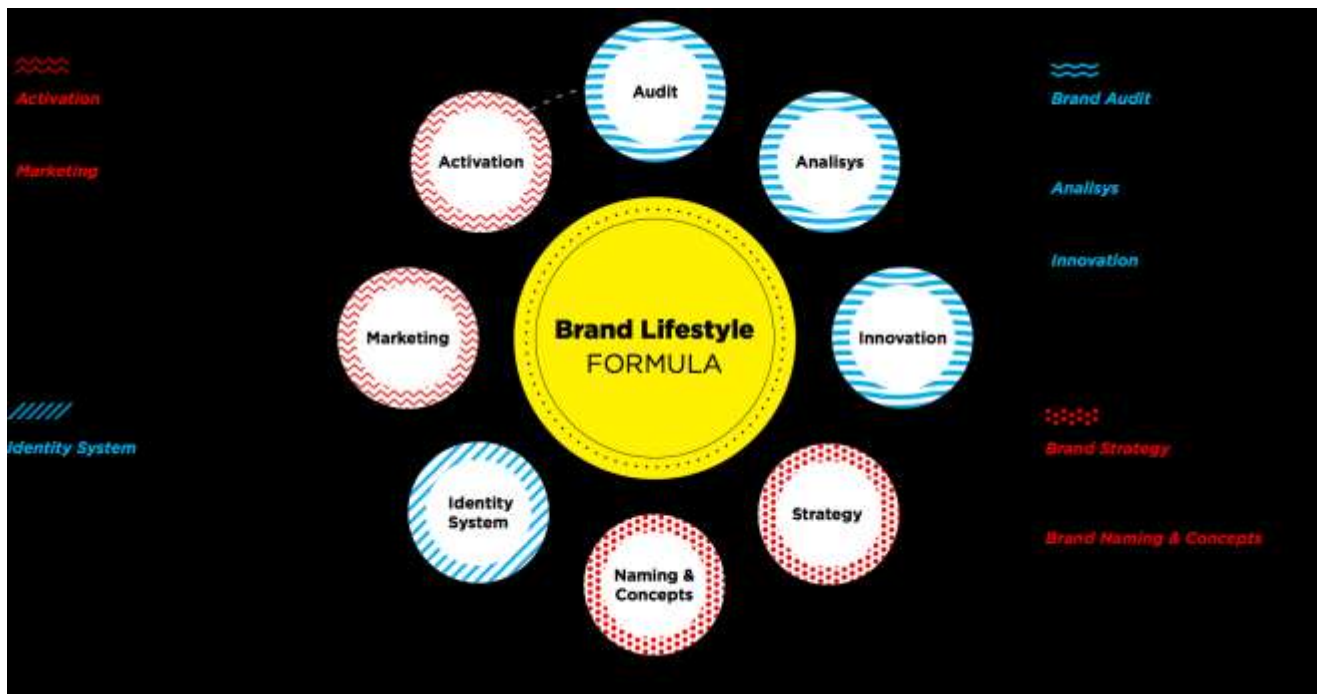 Activation
Marketing
Identity System
Audit
Analisys
Innovation
Strategy
Naming &
Concepts
Identity
System
Marketing
Activation
Brand Lifestyle
FORMULA
Brand Audit
Analisys
Innovation
Brand Strategy
Brand Naming & Concepts